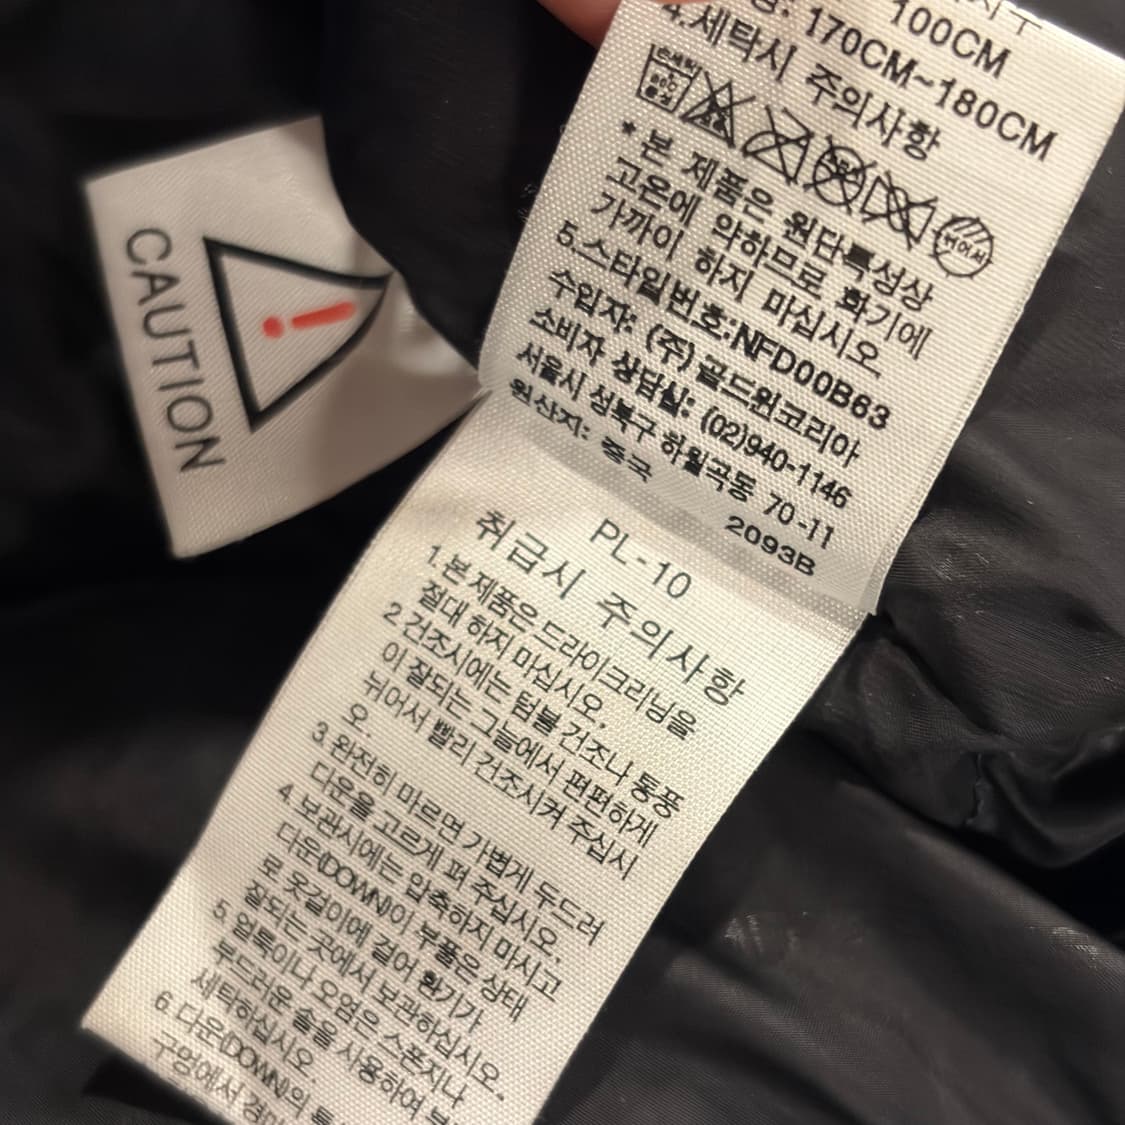 100CM
170CM~180CM
4.세탁시 주의사항
손세탁
30℃
중성
* 본 제품은 원단특성상
고온에 약하므로 화기에
가까이 하지 마십시오.
5.스타일번호:NFD00B63
수입자: (주)골드윈코리아
소비자 상담실: (02)940-1146
서울시 성북구 하월곡동 70-11
원산지: 중국
2093B
CAUTION
PL-10
취급시 주의사항
1.본제품은 드라이크리닝을
절대 하지 마십시오.
2 건조시에는 텀블 건조나 통풍
이 잘되는 그늘에서 편편하게
뉘어서 빨리 건조시켜 주십시
오.
3.완전히 마르면 가볍게 두드려
다운을 고르게 펴 주십시오.
4.보관시에는 압축하지 마시고
다운(DOWN)이 부풀은 상태
로 옷걸이에 걸어 환기가
잘되는 곳에서 보관하십시오.
5 얼룩이나 오염은 스폰지나
부드러운 솔을 사용하여 부
세탁하십시오.
6.다운(DOWN)의
구멍에서